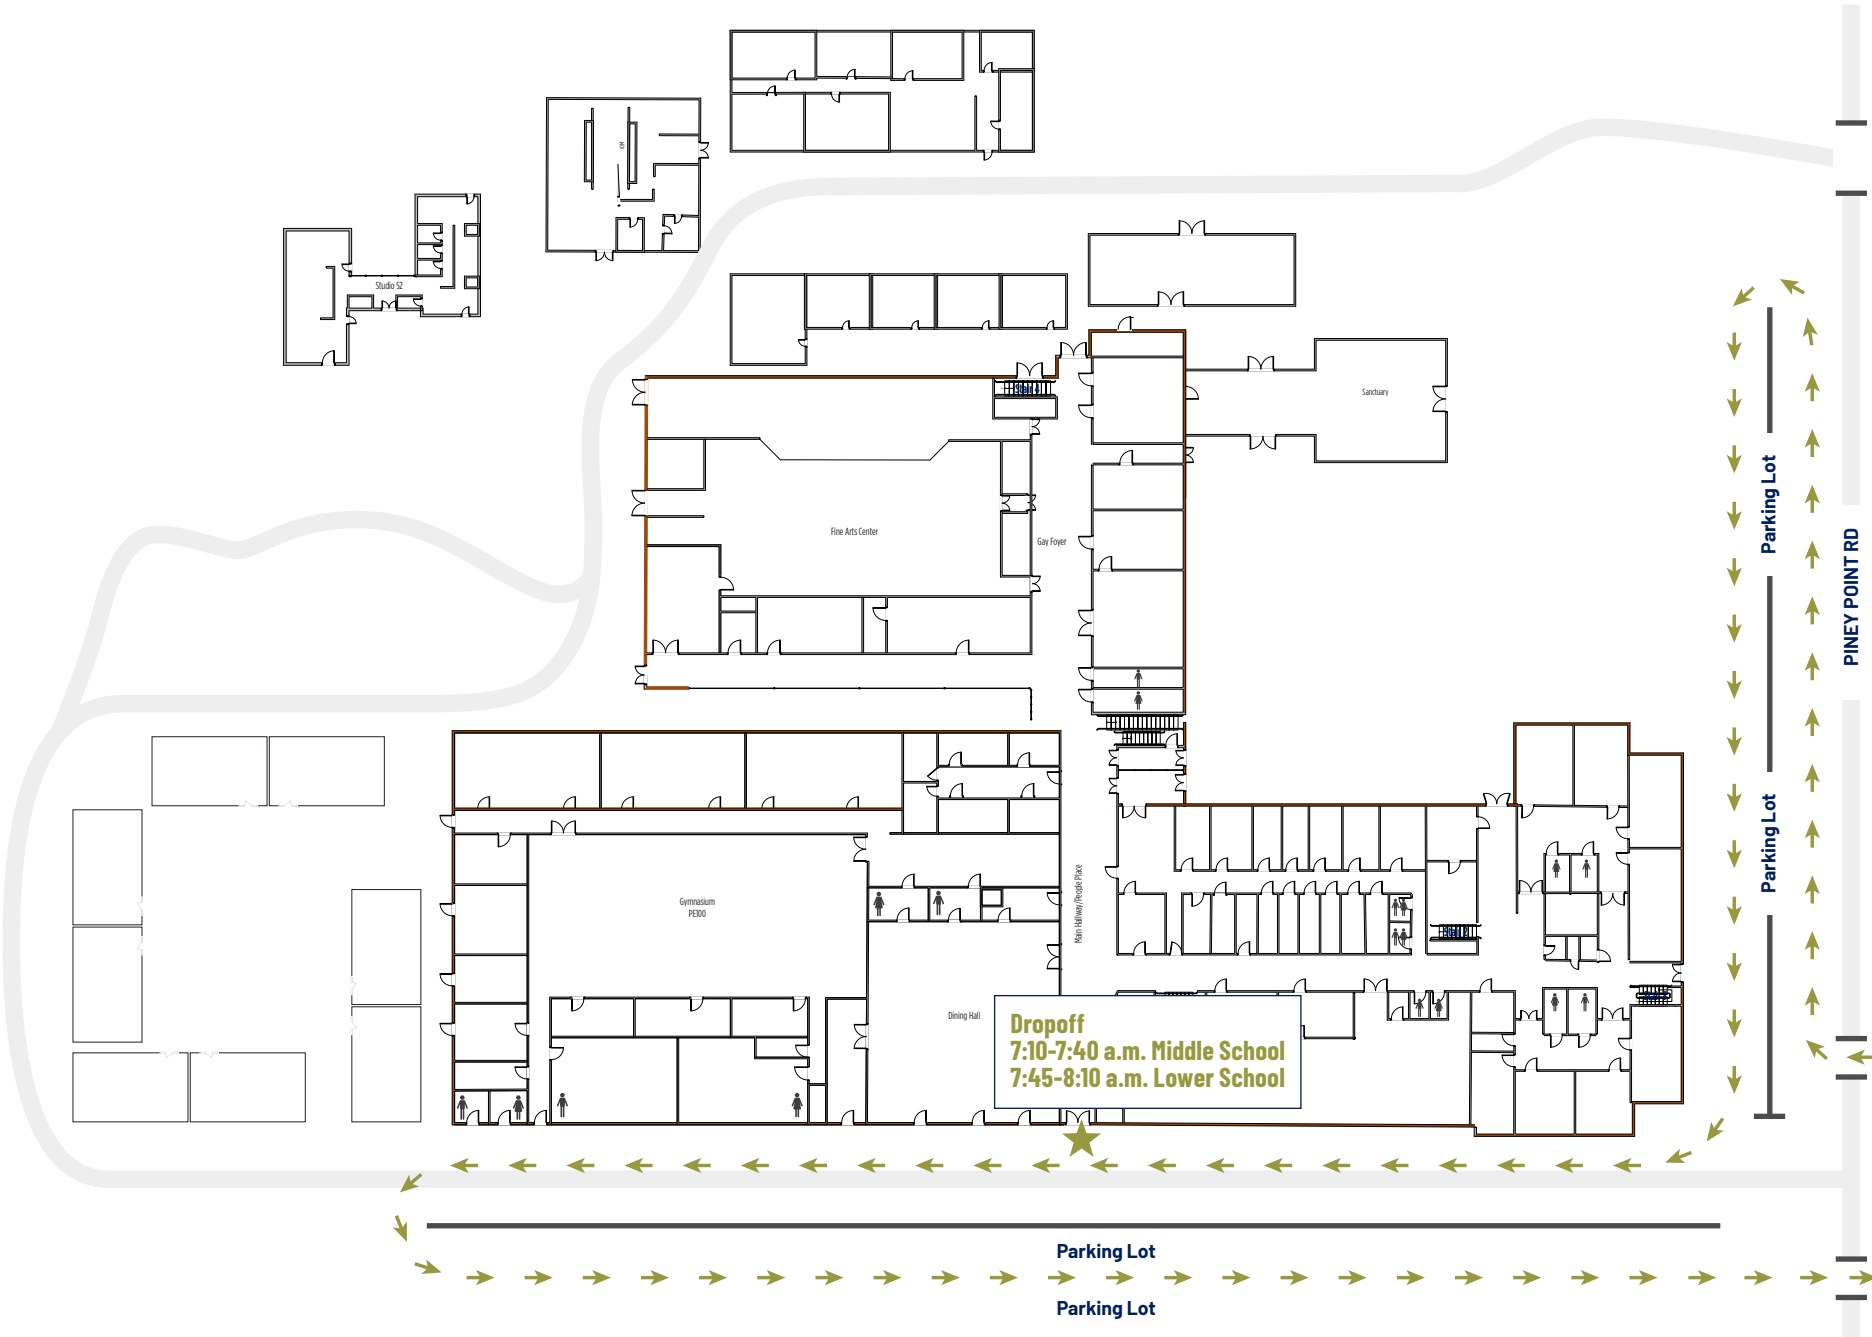 Studio 52
Stair 4
Sanctuary
Fine Arts Center
Gay Foyer
Parking Lot
PINEY POINT RD
Parking Lot
Main Hallway/People Place
Gymnasium
PE100
Dining Hall
Dropoff
7:10-7:40 a.m. Middle School
7:45-8:10 a.m. Lower School
Parking Lot
Parking Lot